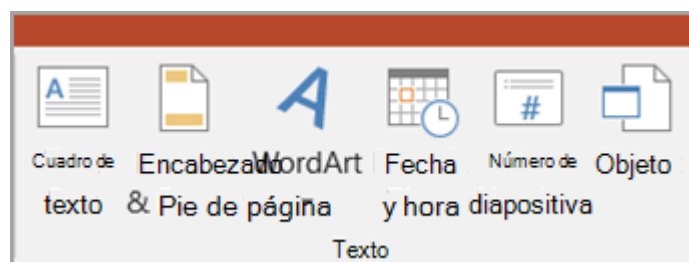 Cuadro de Encabezado WordArt Fecha Número de Objeto
texto & Pie de página y hora diapositiva
Texto